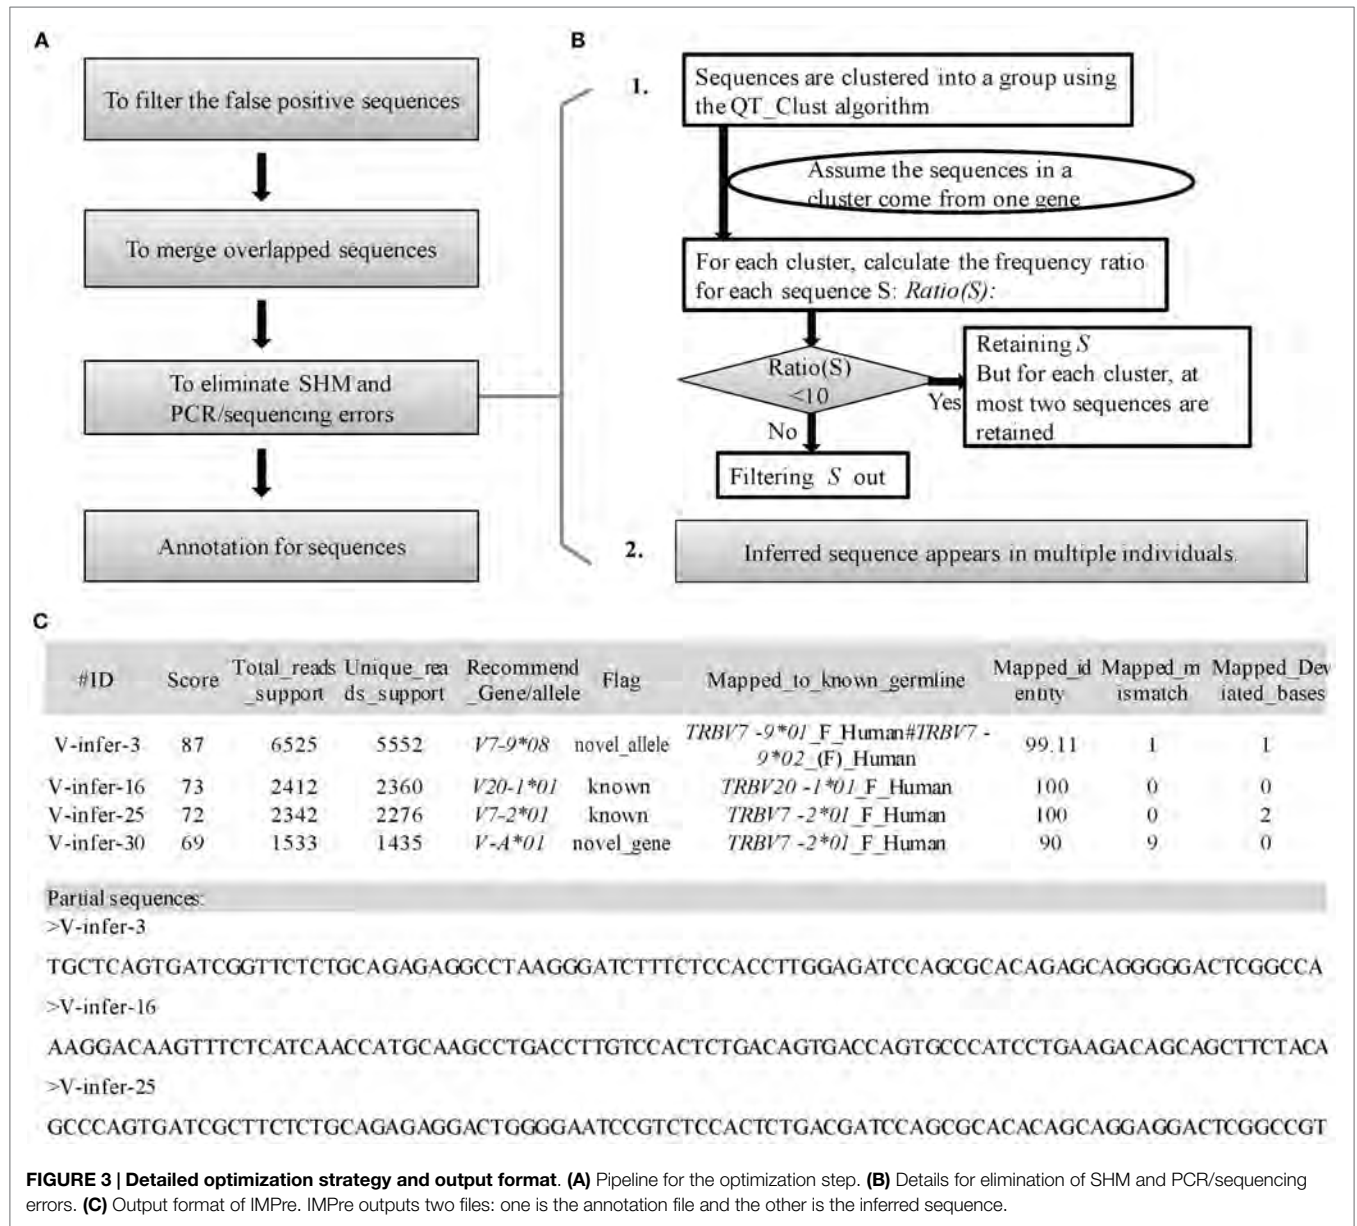 A
To filter the false positive sequences
To merge overlapped sequences
To eliminate SHM and
PCR/sequencing errors
Annotation for sequences
B
1.
Sequences are clustered into a group using
the QT_Clust algorithm
Assume the sequences in a
cluster come from one gene
For each cluster, calculate the frequency ratio
for each sequence S: Ratio(S):
Ratio(S)
<10
Yes
No
Retaining S
But for each cluster, at
most two sequences are
retained
Filtering S out
2.
Inferred sequence appears in multiple individuals.
C
#ID Score Total_reads_support Unique_reads_support Recommend_Gene/allele Flag Mapped_to_known_germline Mapped_identity Mapped_mismatch Mapped_Deviated_bases
V-infer-3 87 6525 5552 V7-9*08 novel_allele TRBV7 -9*01_F_Human#TRBV7 -9*02_(F)_Human 99.11 1 1
V-infer-16 73 2412 2360 V20-1*01 known TRBV20 -1*01_F_Human 100 0 0
V-infer-25 72 2342 2276 V7-2*01 known TRBV7 -2*01_F_Human 100 0 2
V-infer-30 69 1533 1435 V-A*01 novel_gene TRBV7 -2*01_F_Human 90 9 0
Partial sequences:
>V-infer-3
TGCTCAGTGATCGGTTCTCTGCAGAGAGGCCTAAGGGATCTTTCTCCACCTTGGAGATCCAGCGCACAGAGCAGGGGGACTCGGCCA
>V-infer-16
AAGGACAAGTTTCTCATCAACCATGCAAGCCTGACCTTGTCCACTCTGACAGTGACCAGTGCCCATCCTGAAGACAGCAGCTTCTACA
>V-infer-25
GCCCAGTGATCGCTTCTCTGCAGAGAGGACTGGGGAATCCGTCTCCACTCTGACGATCCAGCGCACACAGCAGGAGGACTCGGCCGT
FIGURE 3 | Detailed optimization strategy and output format. (A) Pipeline for the optimization step. (B) Details for elimination of SHM and PCR/sequencing
errors. (C) Output format of IMPre. IMPre outputs two files: one is the annotation file and the other is the inferred sequence.